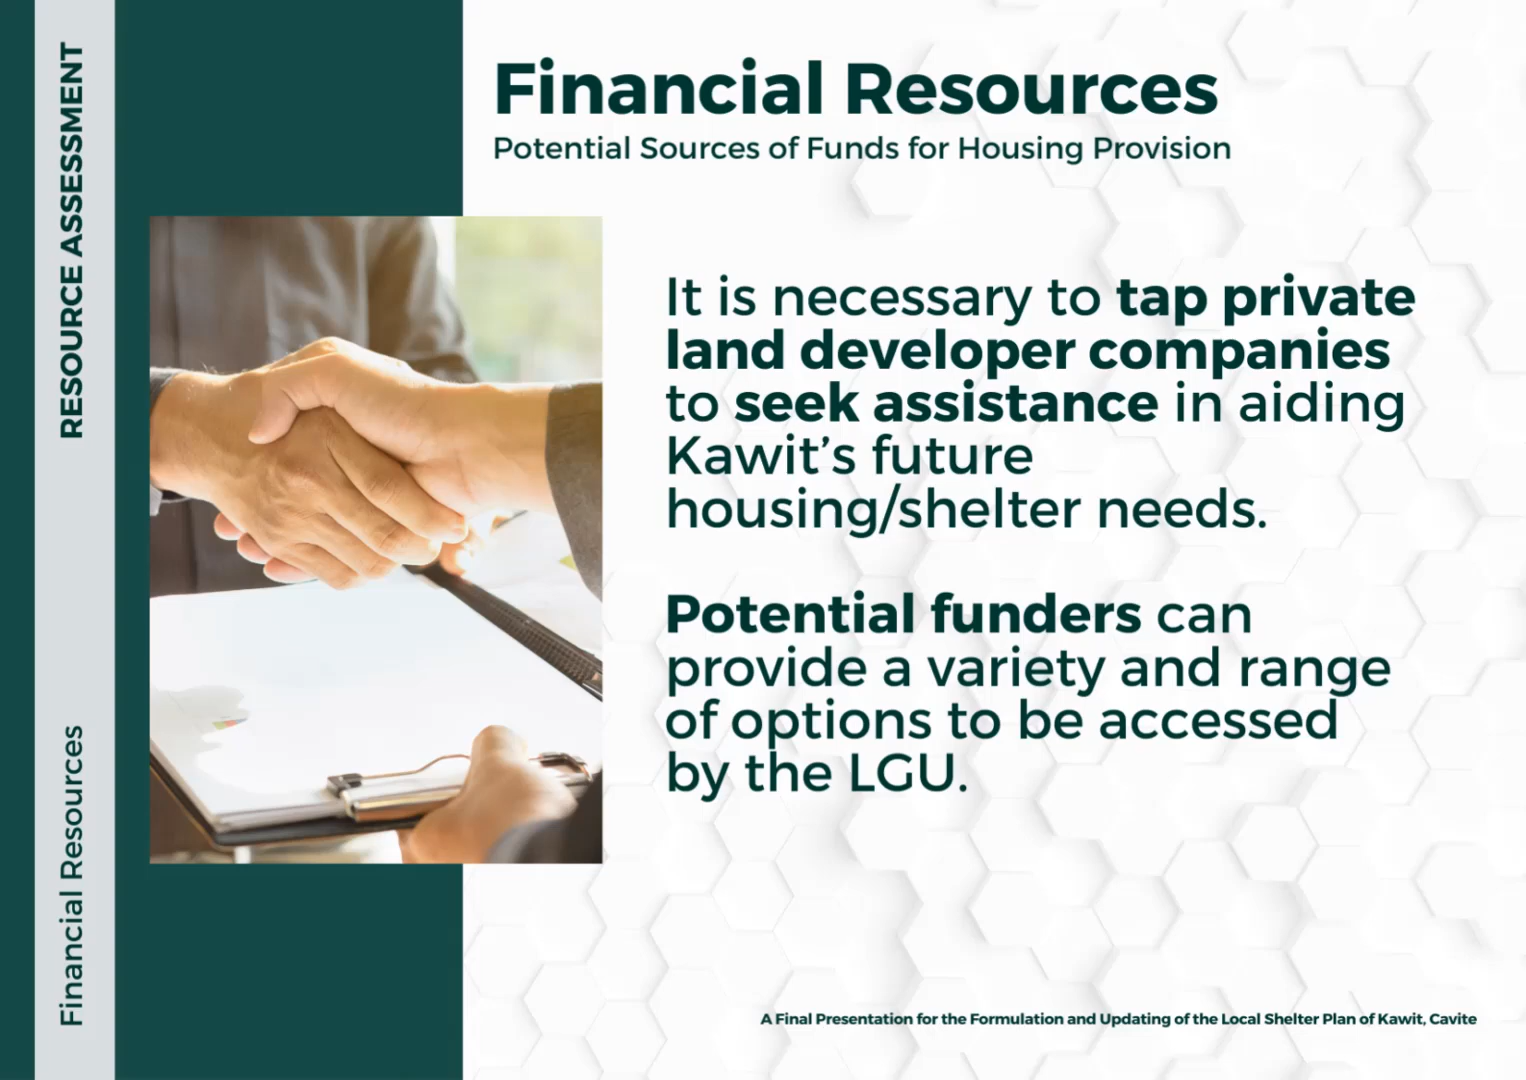 RESOURCE ASSESSMENT
Financial Resources
Financial Resources
Potential Sources of Funds for Housing Provision
It is necessary to tap private
land developer companies
to seek assistance in aiding
Kawit’s future
housing/shelter needs.
Potential funders can
provide a variety and range
of options to be accessed
by the LGU.
A Final Presentation for the Formulation and Updating of the Local Shelter Plan of Kawit, Cavite